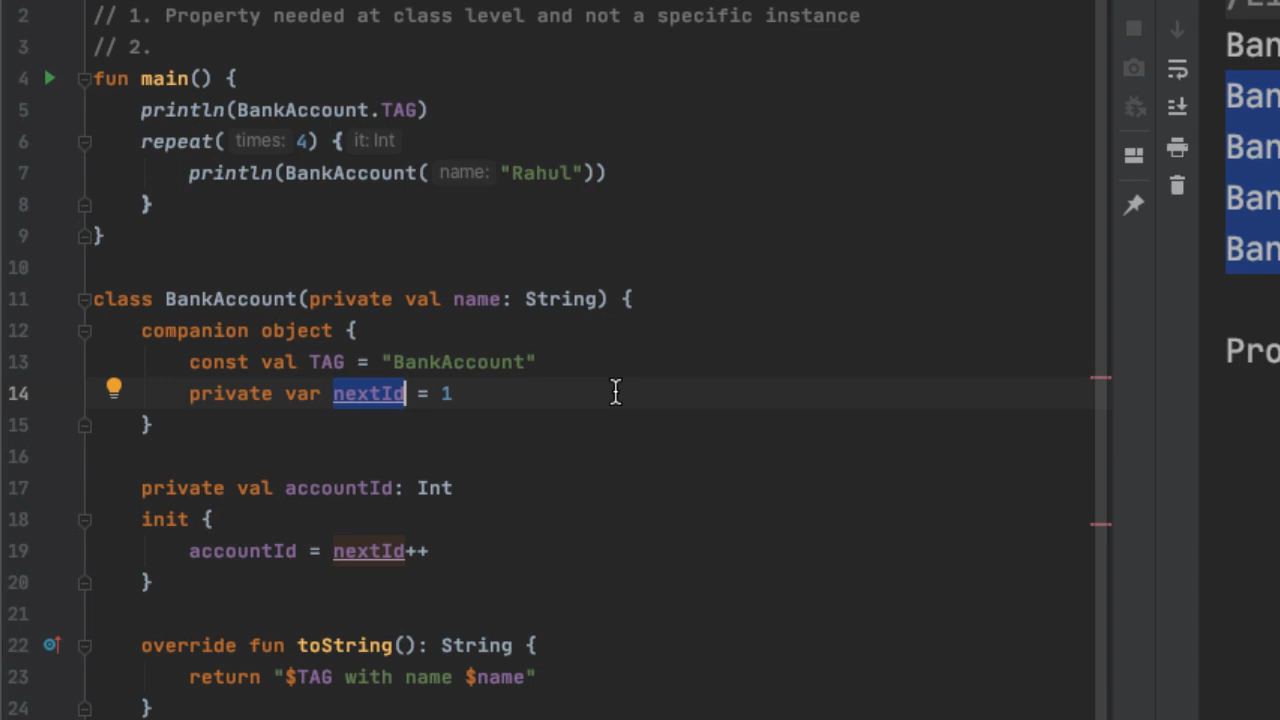 2 // 1. Property needed at class level and not a specific instance
3 // 2.
4 fun main() {
5 println(BankAccount.TAG)
6 repeat( times: 4) { it: Int
7 println(BankAccount( name: "Rahul"))
8 }
9 }
10
11 class BankAccount(private val name: String) {
12 companion object {
13 const val TAG = "BankAccount"
14 private var nextId = 1
15 }
16
17 private val accountId: Int
18 init {
19 accountId = nextId++
20 }
21
22 override fun toString(): String {
23 return "$TAG with name $name"
24 }
Ban
Ban
Ban
Ban
Ban
Pro